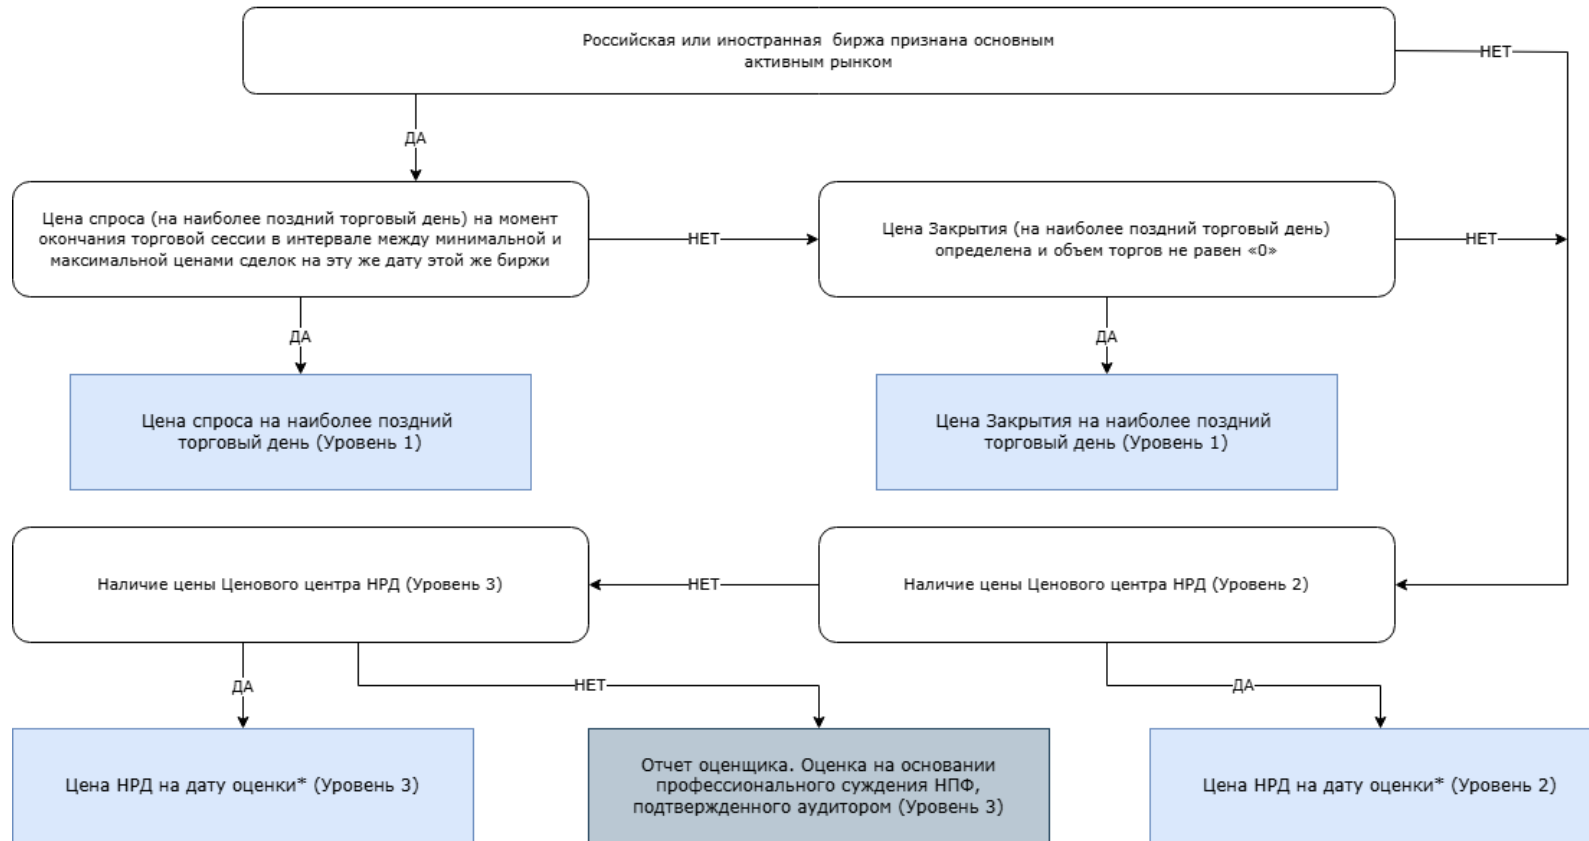 Российская или иностранная биржа признана основным
активным рынком
НЕТ
ДА
Цена спроса (на наиболее поздний торговый день) на момент
окончания торговой сессии в интервале между минимальной и
максимальной ценами сделок на эту же дату этой же биржи
НЕТ
Цена Закрытия (на наиболее поздний торговый день)
определена и объем торгов не равен «0»
НЕТ
ДА
ДА
Цена спроса на наиболее поздний
торговый день (Уровень 1)
Цена Закрытия на наиболее поздний
торговый день (Уровень 1)
Наличие цены Ценового центра НРД (Уровень 3)
НЕТ
Наличие цены Ценового центра НРД (Уровень 2)
ДА
НЕТ
ДА
Цена НРД на дату оценки* (Уровень 3)
Отчет оценщика. Оценка на основании
профессионального суждения НПФ,
подтвержденного аудитором (Уровень 3)
Цена НРД на дату оценки* (Уровень 2)